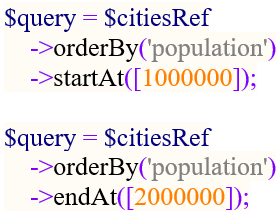 $query = $citiesRef
->orderBy('population')
->startAt([1000000]);
$query = $citiesRef
->orderBy('population')
->endAt([2000000]);